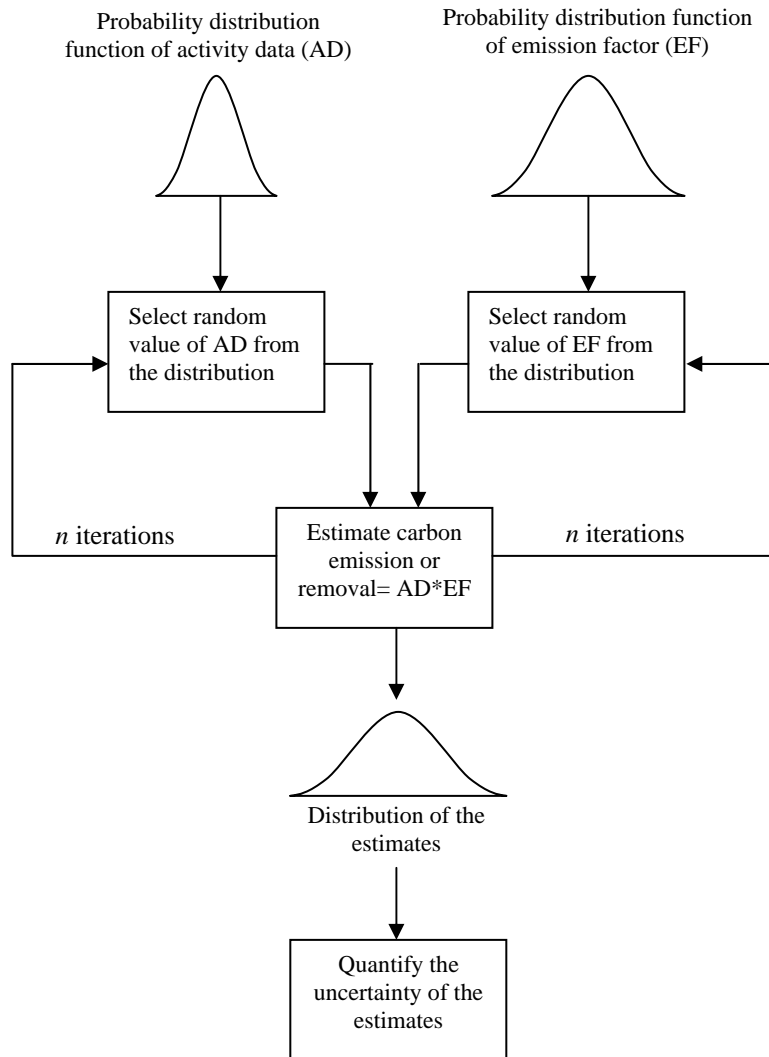 Probability distribution
function of activity data (AD)
Probability distribution function
of emission factor (EF)
Select random
value of AD from
the distribution
Select random
value of EF from
the distribution
n iterations
Estimate carbon
emission or
removal= AD*EF
n iterations
Distribution of the
estimates
Quantify the
uncertainty of the
estimates